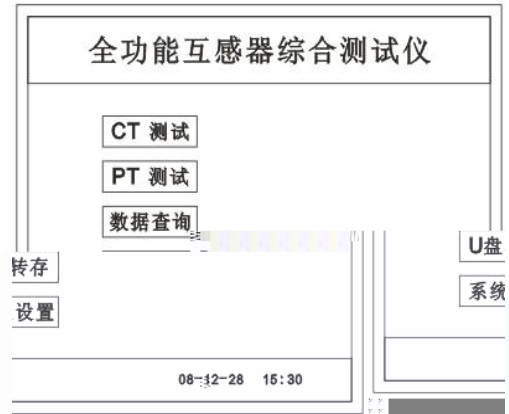 全功能互感器综合测试仪
CT 测试
PT 测试
数据查询
U盘
转存
系统
设置
08-12-28 15:30